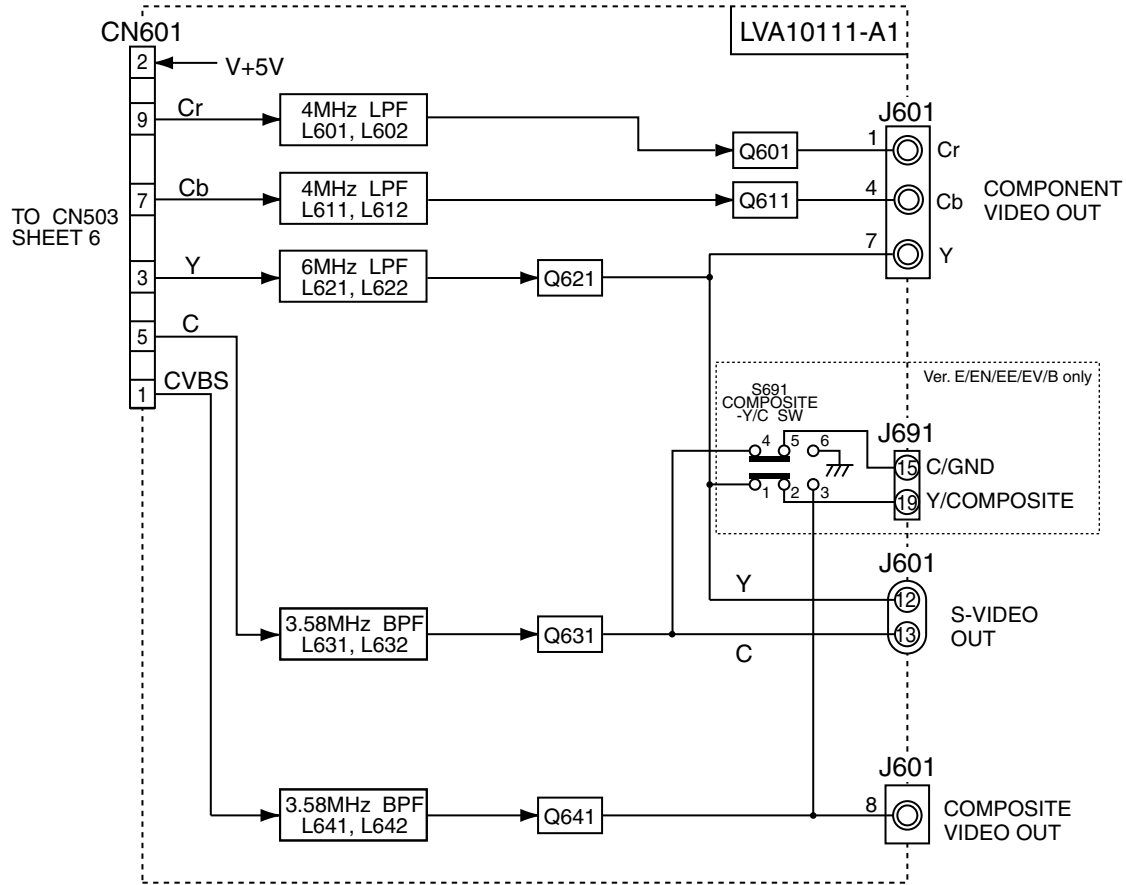 LVA10111-A1
CN601
2
V+5V
9
Cr
4MHz LPF
L601, L602
Q601
J601
1
Cr
7
Cb
4MHz LPF
L611, L612
Q611
4
Cb
COMPONENT
VIDEO OUT
TO CN503
SHEET 6
3
Y
6MHz LPF
L621, L622
Q621
7
Y
5
C
1
CVBS
Ver. E/EN/EE/EV/B only
S691
COMPOSITE
-Y/C SW
4
5
6
1
2
3
J691
15
C/GND
19
Y/COMPOSITE
J601
Y
12
S-VIDEO
OUT
3.58MHz BPF
L631, L632
Q631
C
13
J601
3.58MHz BPF
L641, L642
Q641
8
COMPOSITE
VIDEO OUT